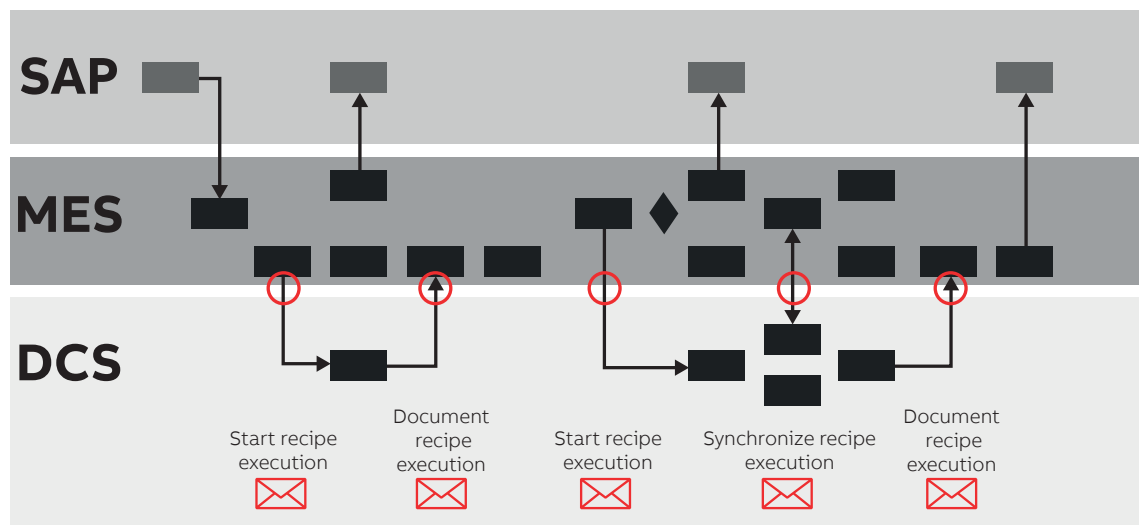 SAP
MES
DCS
Start recipe
execution
Document
recipe
execution
Start recipe
execution
Synchronize recipe
execution
Document
recipe
execution